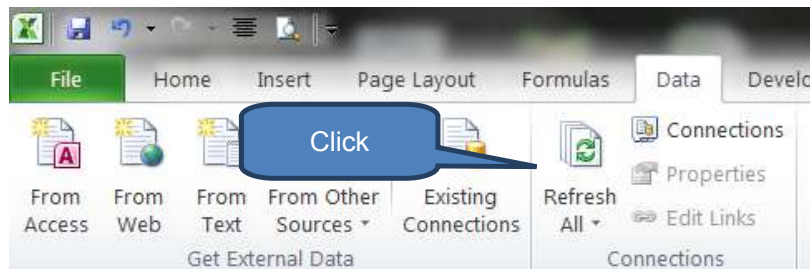 File Home Insert Page Layout Formulas Data Develo
Click
Connections
Properties
From Access
From Web
From Text
From Other Sources
Existing Connections
Refresh All
Edit Links
Get External Data
Connections